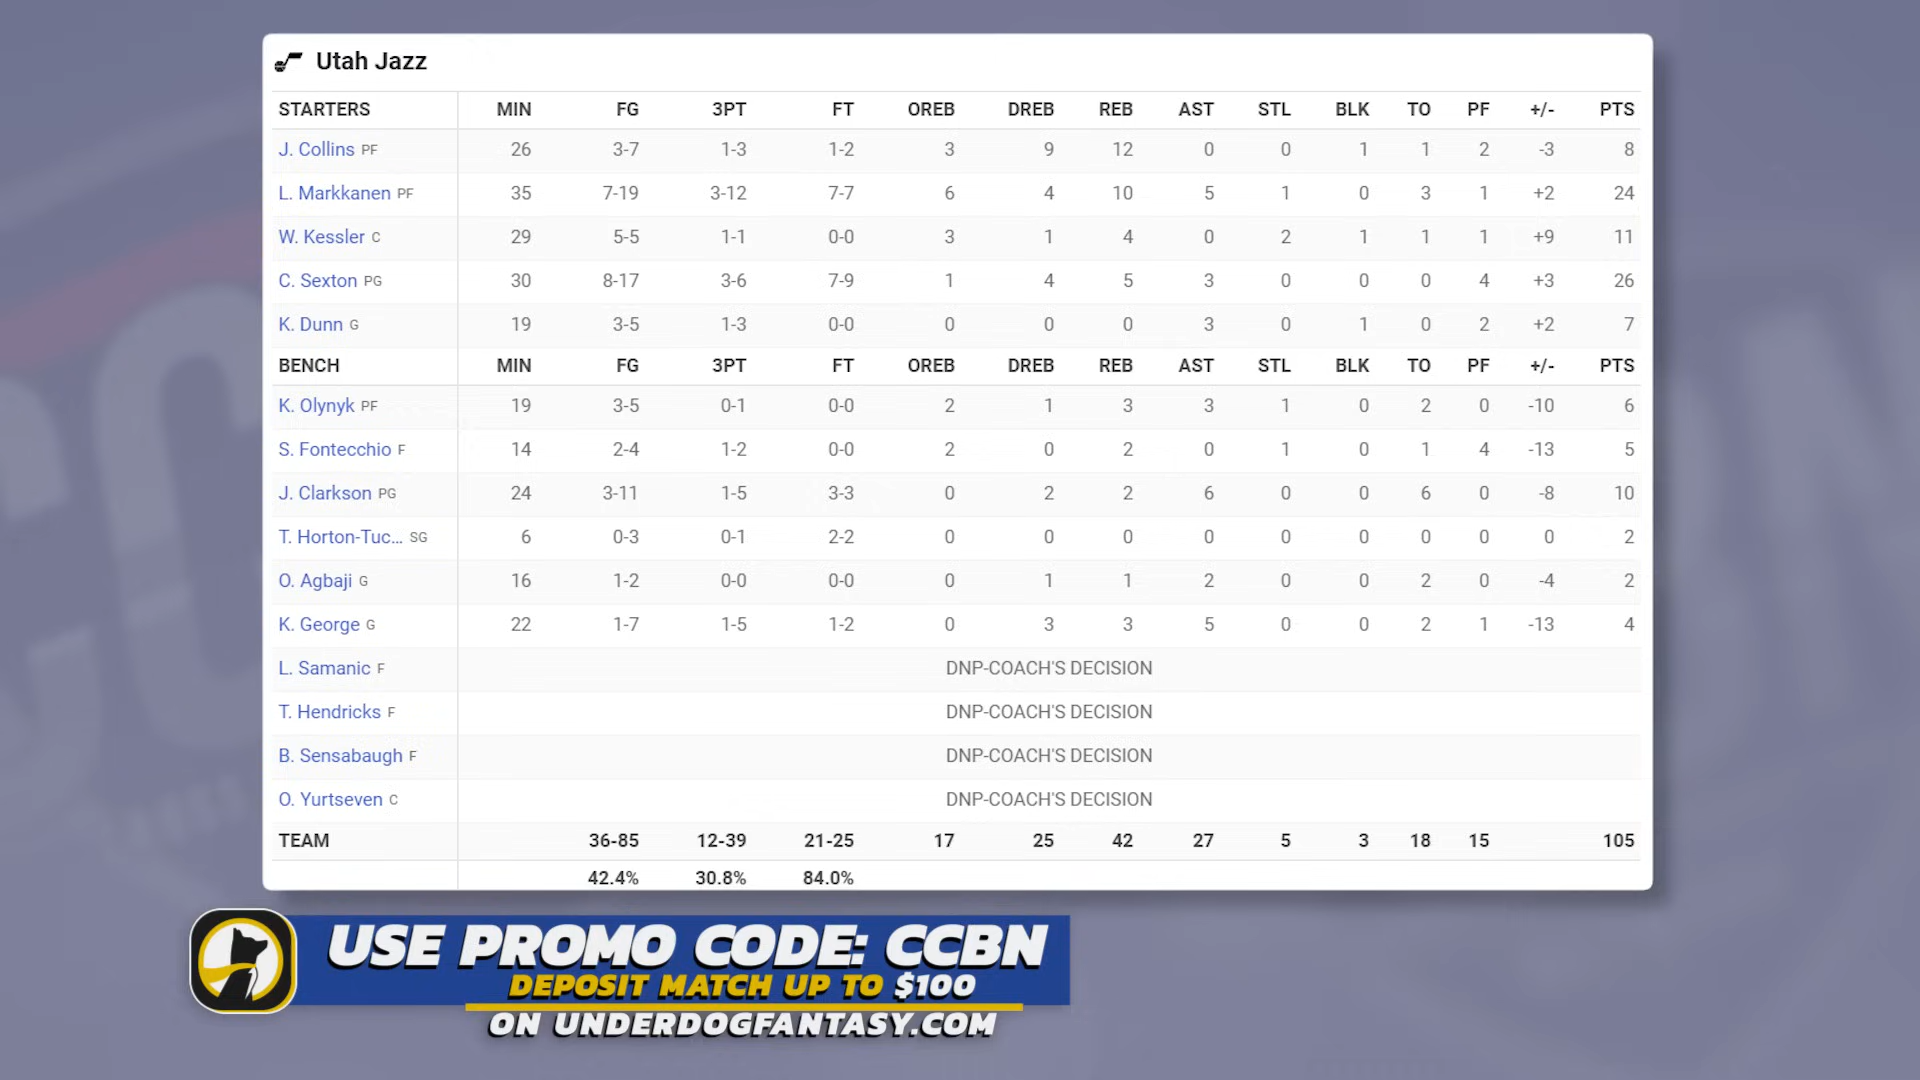 Utah Jazz
STARTERS MIN FG 3PT FT OREB DREB REB AST STL BLK TO PF +/- PTS
J. Collins PF 26 3-7 1-3 1-2 3 9 12 0 0 1 1 2 -3 8
L. Markkanen PF 35 7-19 3-12 7-7 6 4 10 5 1 0 3 1 +2 24
W. Kessler C 29 5-5 1-1 0-0 3 1 4 0 2 1 1 1 +9 11
C. Sexton PG 30 8-17 3-6 7-9 1 4 5 3 0 0 0 4 +3 26
K. Dunn G 19 3-5 1-3 0-0 0 0 0 3 0 1 0 2 +2 7
BENCH MIN FG 3PT FT OREB DREB REB AST STL BLK TO PF +/- PTS
K. Olynyk PF 19 3-5 0-1 0-0 2 1 3 3 1 0 2 0 -10 6
S. Fontecchio F 14 2-4 1-2 0-0 2 0 2 0 1 0 1 4 -13 5
J. Clarkson PG 24 3-11 1-5 3-3 0 2 2 6 0 0 6 0 -8 10
T. Horton-Tuc... SG 6 0-3 0-1 2-2 0 0 0 0 0 0 0 0 0 2
O. Agbaji G 16 1-2 0-0 0-0 0 1 1 2 0 0 2 0 -4 2
K. George G 22 1-7 1-5 1-2 0 3 3 5 0 0 2 1 -13 4
L. Samanic F DNP-COACH'S DECISION
T. Hendricks F DNP-COACH'S DECISION
B. Sensabaugh F DNP-COACH'S DECISION
O. Yurtseven C DNP-COACH'S DECISION
TEAM 36-85 12-39 21-25 17 25 42 27 5 3 18 15 105
42.4% 30.8% 84.0%
USE PROMO CODE: CCBN
DEPOSIT MATCH UP TO $100
ON UNDERDOGFANTASY.COM